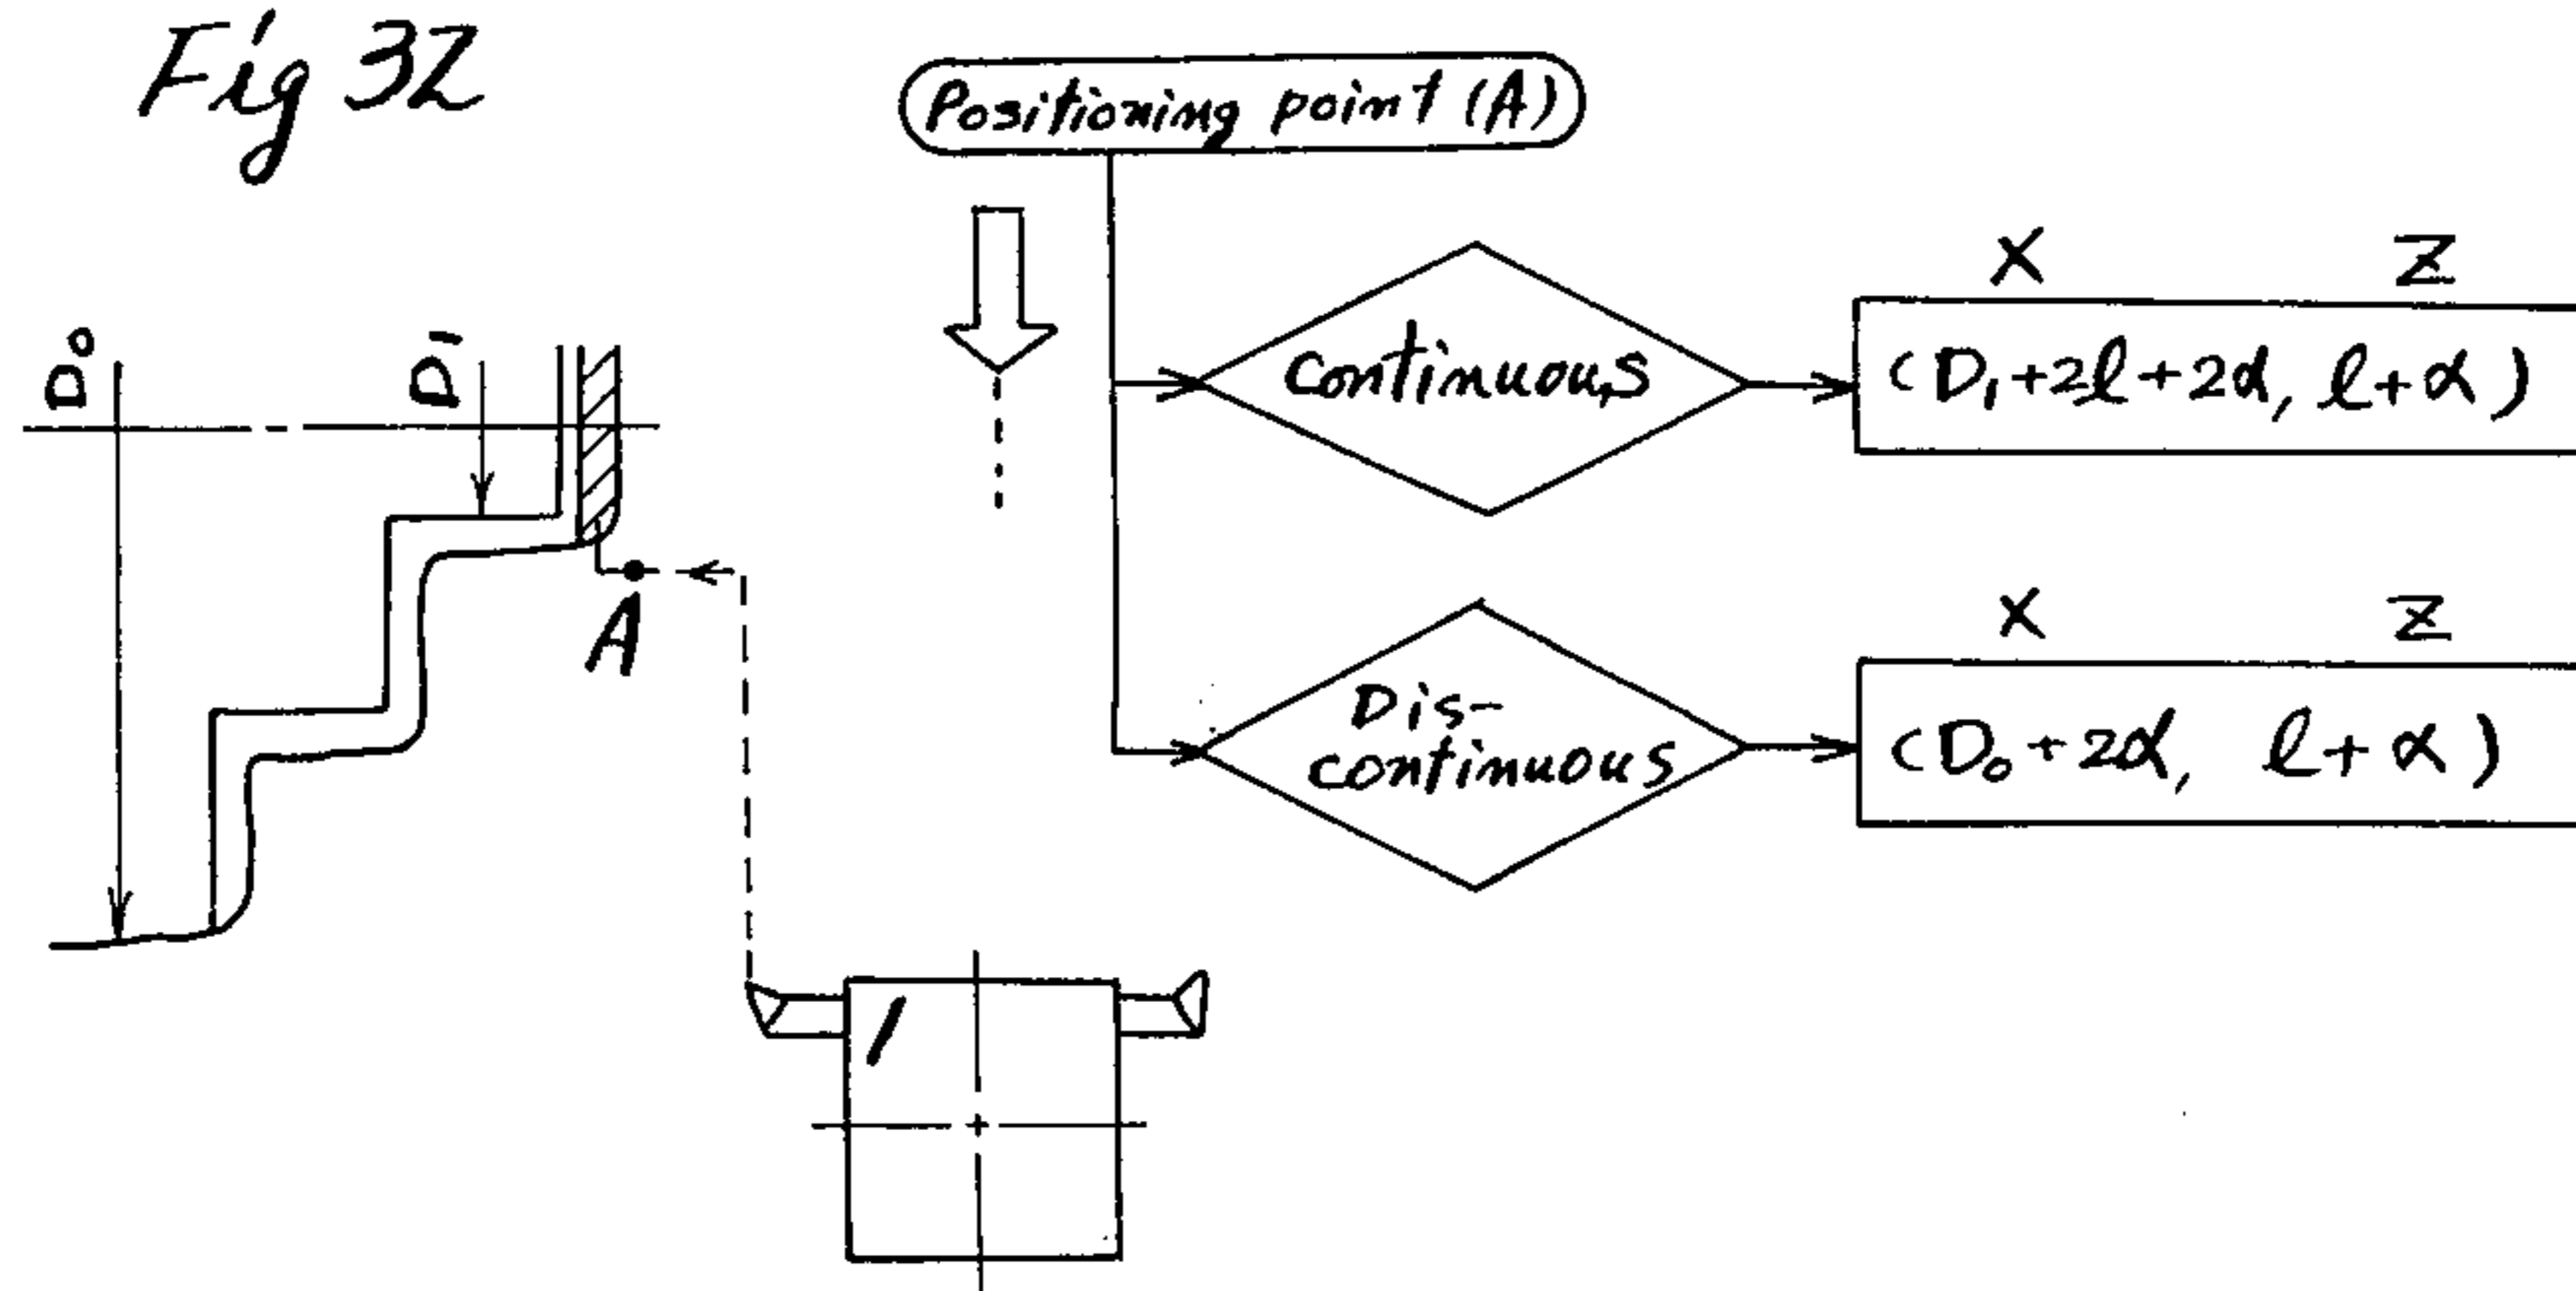 Fig 32
Positioning point (A)
X Z
Continuous
(D₁+2l+2α, l+α)
D₀
D₁
A
X Z
Dis-
continuous
(D₀+2α, l+α)
1